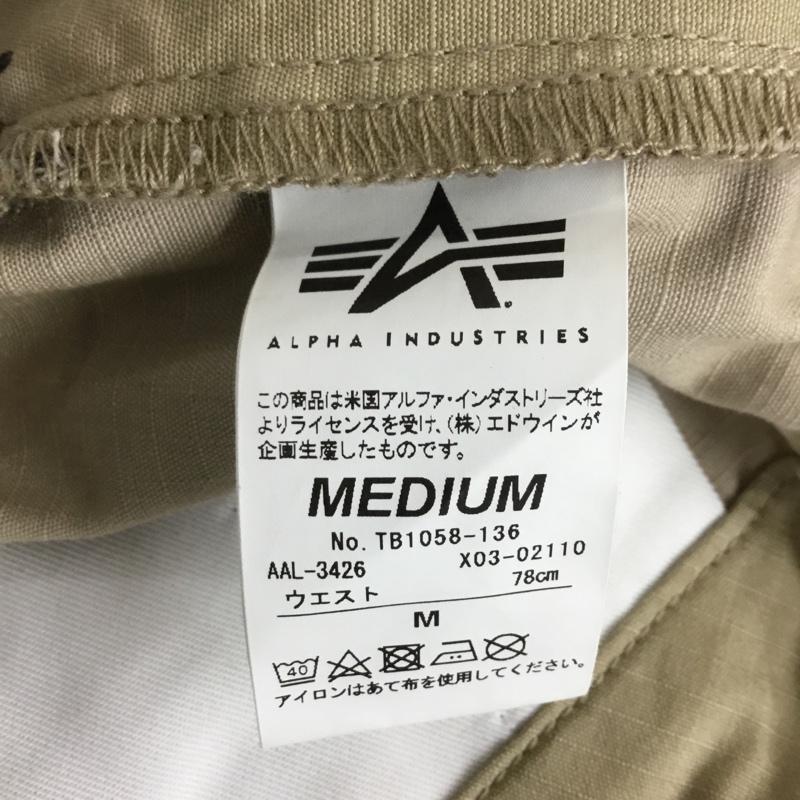 ALPHA INDUSTRIES
この商品は米国アルファ・インダストリーズ社
よりライセンスを受け、(株)エドウインが
企画生産したものです。
MEDIUM
No. TB1058-136
AAL-3426 X03-02110
ウエスト 78cm
M
40
アイロンはあて布を使用してください。